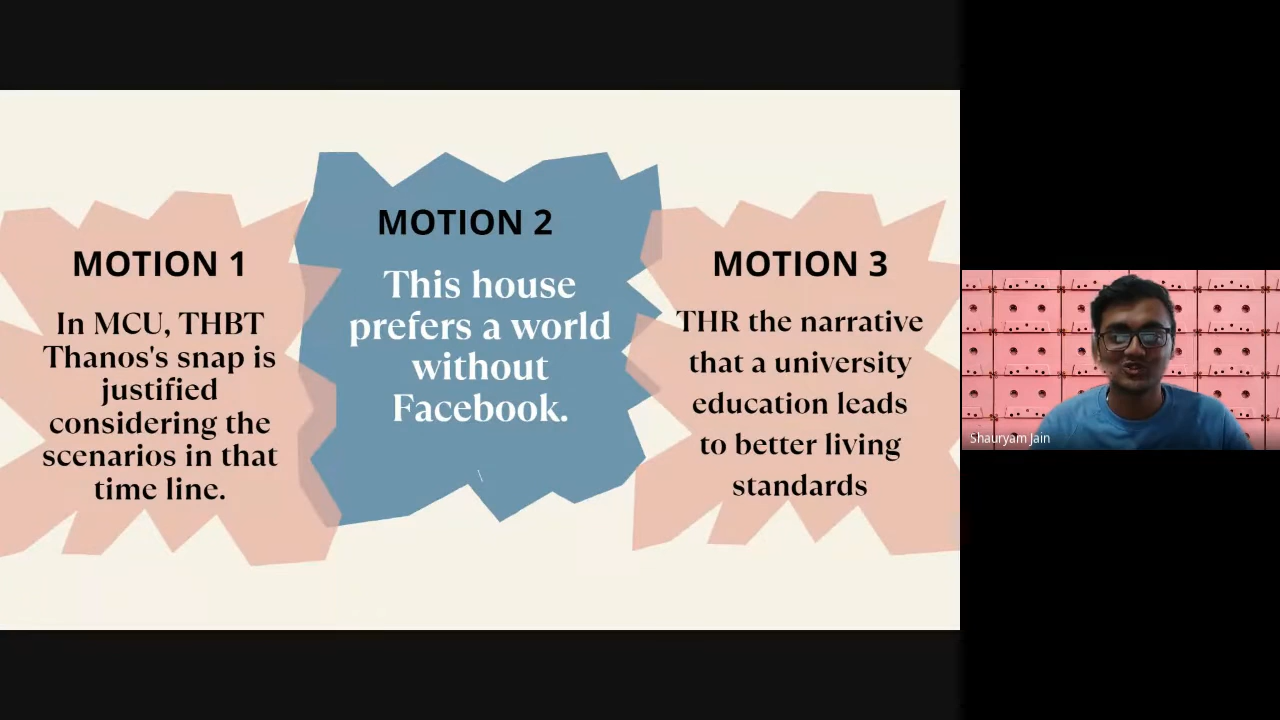 MOTION 1
In MCU, THBT
Thanos's snap is
justified
considering the
scenarios in that
time line.
MOTION 2
This house
prefers a world
without
Facebook.
MOTION 3
THR the narrative
that a university
education leads
to better living
standards
Shauryam Jain